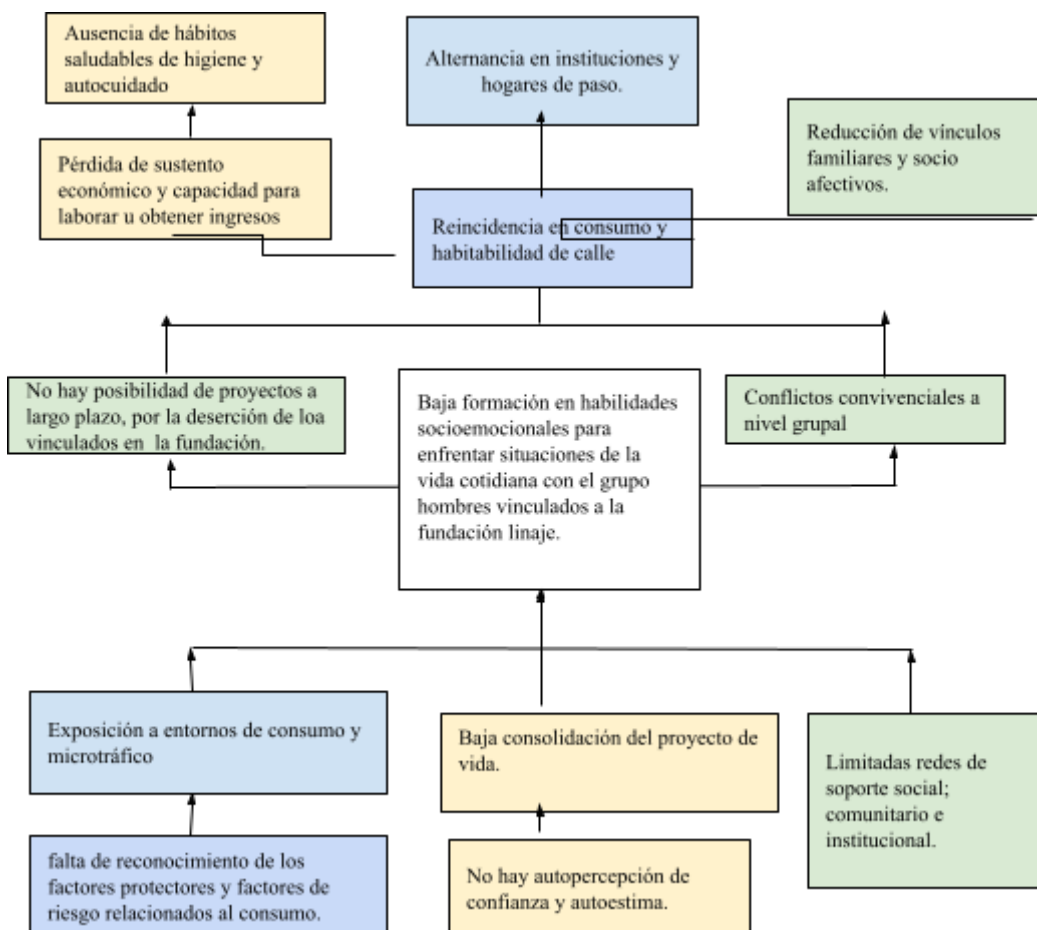 Ausencia de hábitos
saludables de higiene y
autocuidado
Alternancia en instituciones y
hogares de paso.
Reducción de vínculos
familiares y socio
afectivos.
Pérdida de sustento
económico y capacidad para
laborar u obtener ingresos
Reincidencia en consumo y
habitabilidad de calle
No hay posibilidad de proyectos a
largo plazo, por la deserción de loa
vinculados en la fundación.
Baja formación en habilidades
socioemocionales para
enfrentar situaciones de la
vida cotidiana con el grupo
hombres vinculados a la
fundación linaje.
Conflictos convivenciales a
nivel grupal
Exposición a entornos de consumo y
microtráfico
Baja consolidación del proyecto de
vida.
Limitadas redes de
soporte social;
comunitario e
institucional.
falta de reconocimiento de los
factores protectores y factores de
riesgo relacionados al consumo.
No hay autopercepción de
confianza y autoestima.